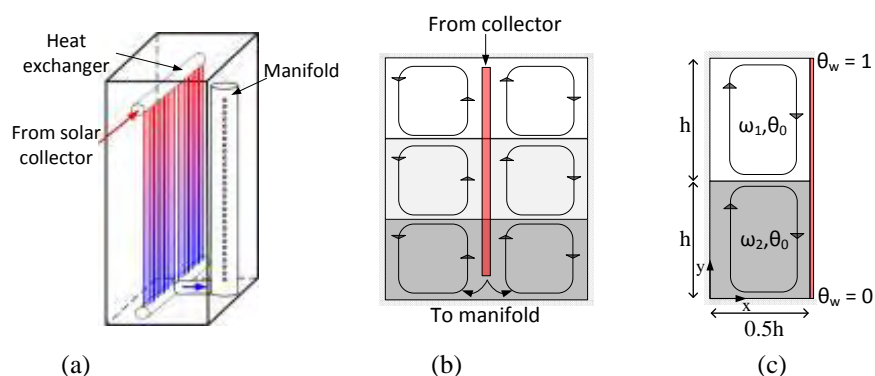 Heat
exchanger
Manifold
From solar
collector
(a)
From collector
To manifold
(b)
θw = 1
h
ω1,θ0
h
ω2,θ0
y
x
θw = 0
0.5h
(c)